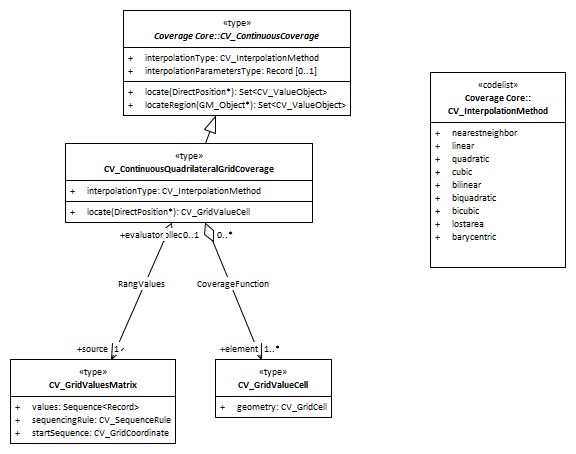 «type»
Coverage Core::CV_ContinuousCoverage
+ interpolationType: CV_InterpolationMethod
+ interpolationParametersType: Record [0..1]
+ locate(DirectPosition*): Set<CV_ValueObject>
+ locateRegion(GM_Object*): Set<CV_ValueObject>
«codelist»
Coverage Core::
CV_InterpolationMethod
+ nearestneighbor
+ linear
+ quadratic
+ cubic
+ bilinear
+ biquadratic
+ bicubic
+ lostarea
+ barycentric
«type»
CV_ContinuousQuadrilateralGridCoverage
+ interpolationType: CV_InterpolationMethod
+ locate(DirectPosition*): CV_GridValueCell
+evaluator 0..1 0..*
RangValues CoverageFunction
+source 1 +element 1..*
«type»
CV_GridValuesMatrix
+ values: Sequence<Record>
+ sequencingRule: CV_SequenceRule
+ startSequence: CV_GridCoordinate
«type»
CV_GridValueCell
+ geometry: CV_GridCell